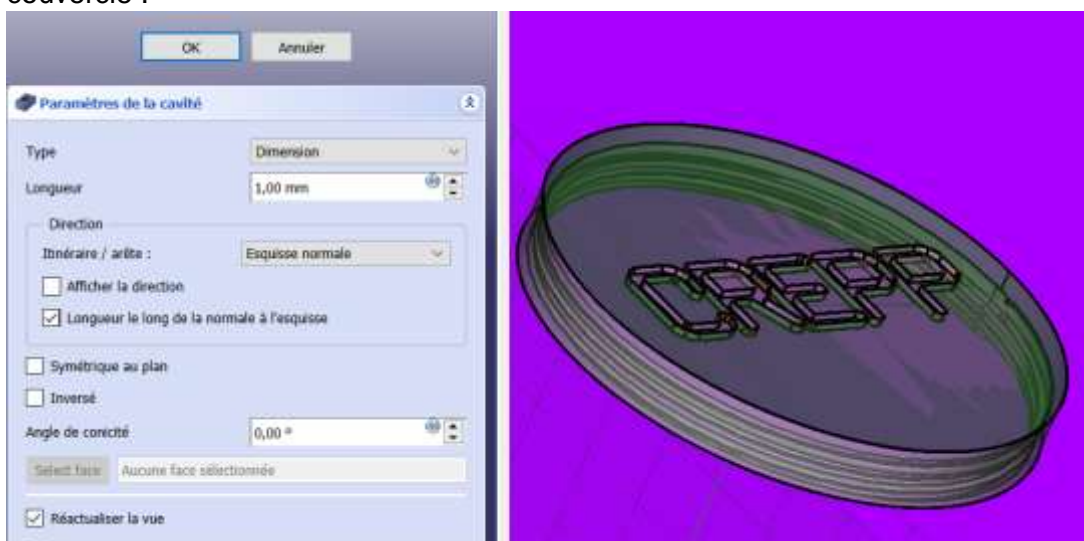 OK Annuler
Paramètres de la cavité
Type Dimension
Longueur 1,00 mm
Direction
Itinéraire / arête : Esquisse normale
Afficher la direction
Longueur le long de la normale à l'esquisse
Symétrique au plan
Inversé
Angle de conicité 0,00 °
Select face Aucune face sélectionnée
Réactualiser la vue
CREPP